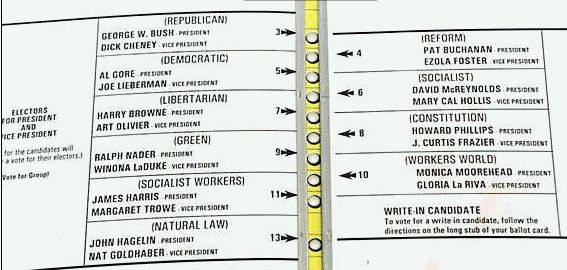 (REPUBLICAN)
GEORGE W. BUSH - PRESIDENT
DICK CHENEY - VICE PRESIDENT
3
(DEMOCRATIC)
AL GORE - PRESIDENT
JOE LIEBERMAN - VICE PRESIDENT
5
(LIBERTARIAN)
HARRY BROWNE - PRESIDENT
ART OLIVIER - VICE PRESIDENT
7
(GREEN)
RALPH NADER - PRESIDENT
WINONA LaDUKE - VICE PRESIDENT
9
(SOCIALIST WORKERS)
JAMES HARRIS - PRESIDENT
MARGARET TROWE - VICE PRESIDENT
11
(NATURAL LAW)
JOHN HAGELIN - PRESIDENT
NAT GOLDHABER - VICE PRESIDENT
13
ELECTORS
FOR PRESIDENT
AND
VICE PRESIDENT
for the candidates will
a vote for their electors.)
Vote for Group)
(REFORM)
4
PAT BUCHANAN - PRESIDENT
EZOLA FOSTER - VICE PRESIDENT
(SOCIALIST)
6
DAVID McREYNOLDS - PRESIDENT
MARY CAL HOLLIS - VICE PRESIDENT
(CONSTITUTION)
8
HOWARD PHILLIPS - PRESIDENT
J. CURTIS FRAZIER - VICE PRESIDENT
(WORKERS WORLD)
10
MONICA MOOREHEAD - PRESIDENT
GLORIA La RIVA - VICE PRESIDENT
WRITE-IN CANDIDATE
To vote for a write in candidate, follow the
directions on the long stub of your ballot card.